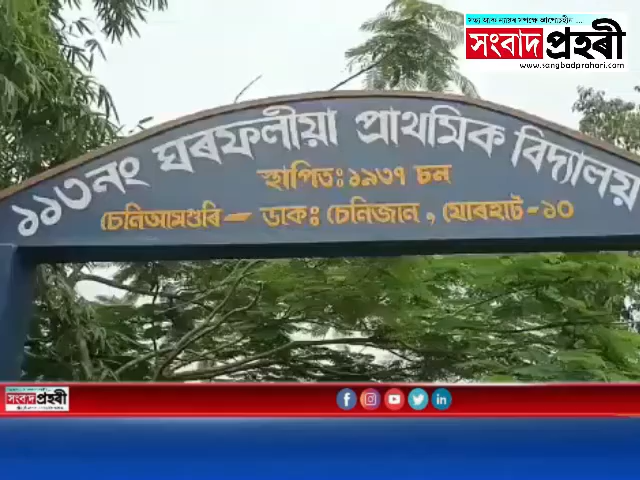 সংবাদ প্ৰহৰী
www.sangbadprahari.com
১১৩নং ঘৰফলীয়া প্ৰাথমিক বিদ্যালয়
স্থাপিত: ১৯৩৭ চন
চেনিআমগুৰি - ডাক: চেনিজান, যোৰহাট-১০
সংবাদ প্ৰহৰী